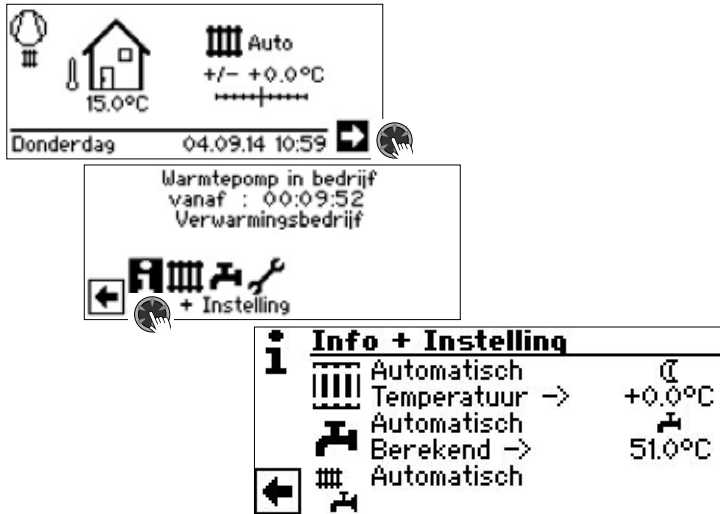 Auto
+/- +0.0°C
15.0°C
Donderdag 04.09.14 10:59
Warmtepomp in bedrijf
vanaf : 00:09:52
Verwarmingsbedrijf
+ Instelling
i Info + Instelling
Automatisch
Temperatuur -> +0.0°C
Automatisch
Berekend -> 51.0°C
Automatisch